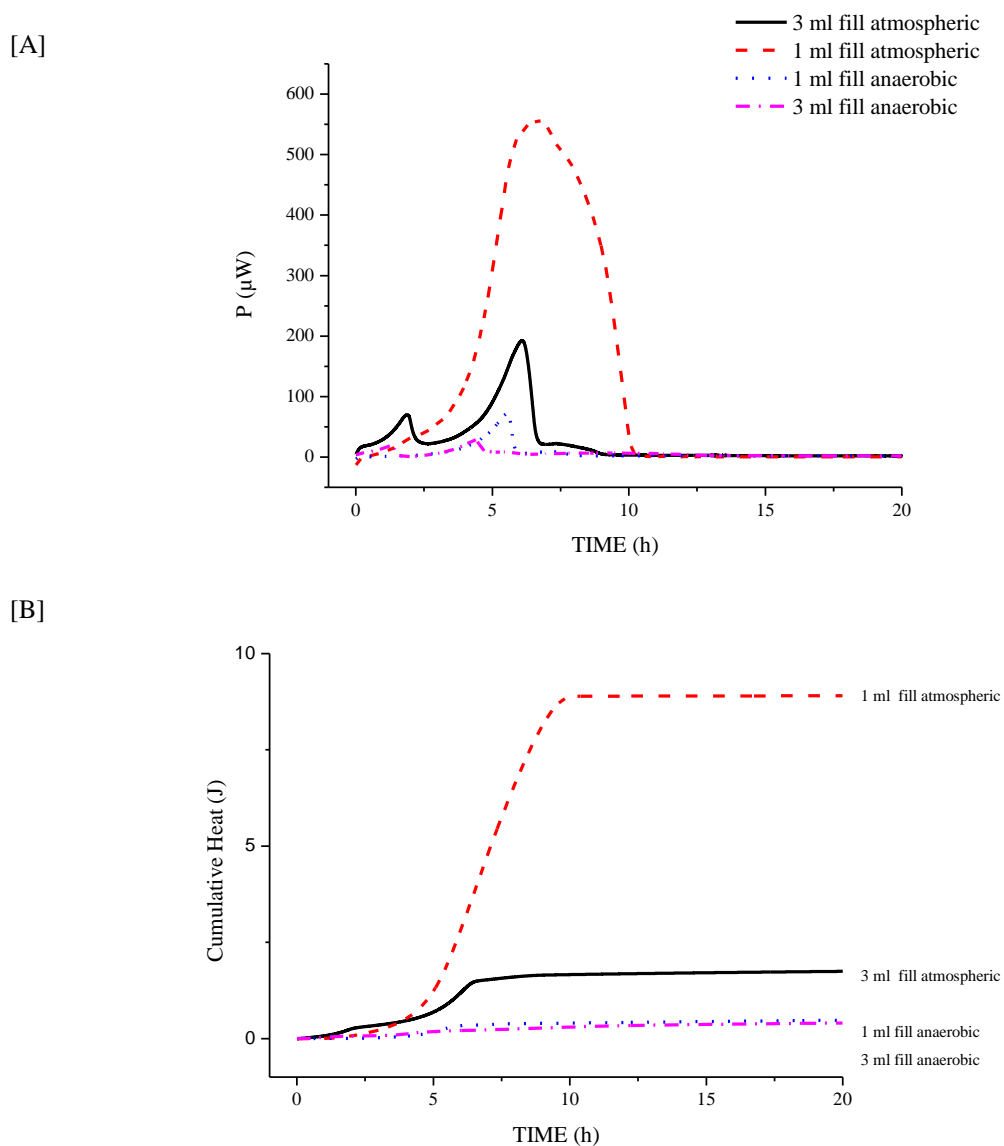 [A]
3 ml fill atmospheric
1 ml fill atmospheric
1 ml fill anaerobic
3 ml fill anaerobic
600
500
400
300
200
100
0
P (µW)
0 5 10 15 20
TIME (h)
[B]
10
5
0
Cumulative Heat (J)
1 ml  fill atmospheric
3 ml  fill atmospheric
1 ml fill anaerobic
3 ml fill anaerobic
0 5 10 15 20
TIME (h)